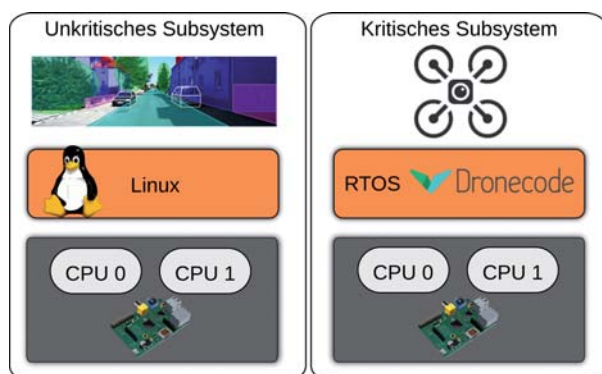 Unkritisches Subsystem
Linux
CPU 0
CPU 1
Kritisches Subsystem
RTOS Dronecode
CPU 0
CPU 1